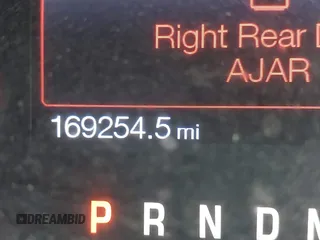 Right Rear D
AJAR
169254.5 mi
P R N D M
DREAMBID